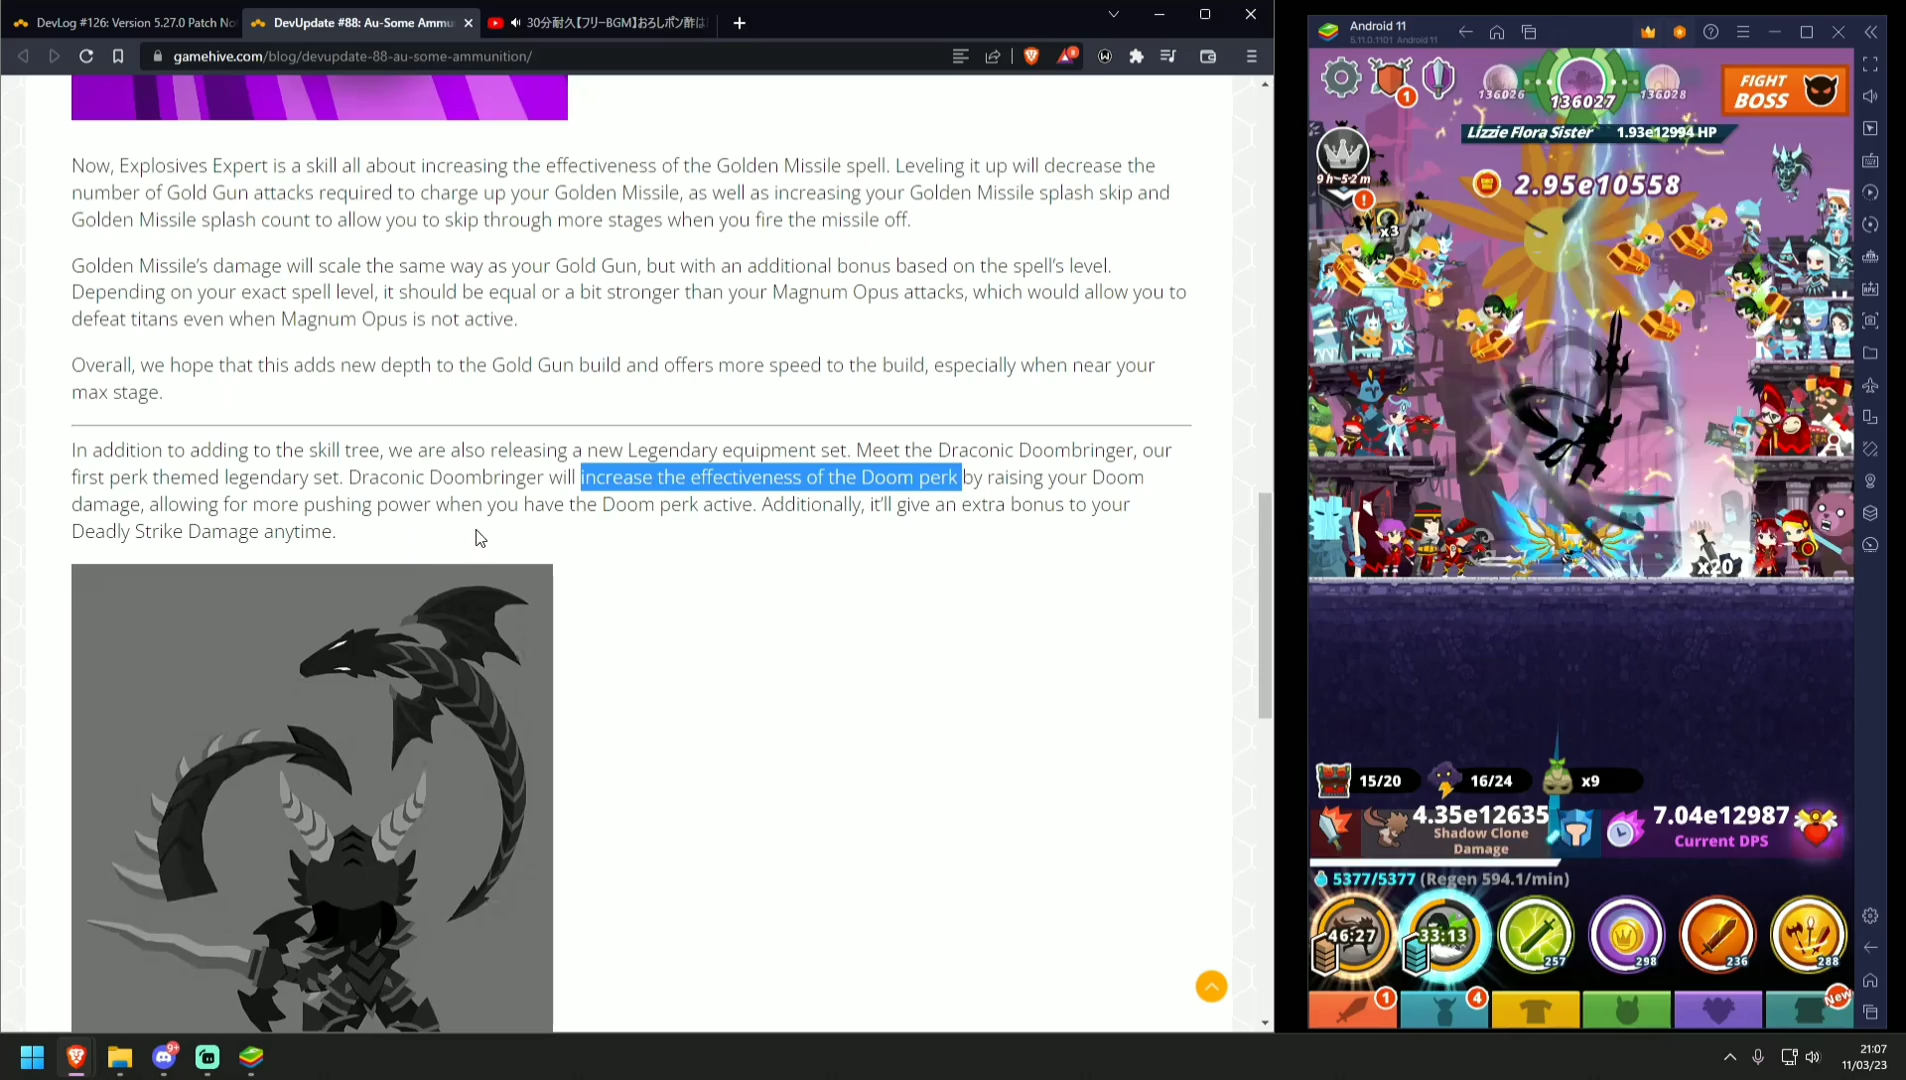 DevLog #126: Version 5.27.0 Patch No
DevUpdate #88: Au-Some Ammun
30分耐久【フリーBGM】おろしポン酢は
gamehive.com/blog/devupdate-88-au-some-ammunition/
Now, Explosives Expert is a skill all about increasing the effectiveness of the Golden Missile spell. Leveling it up will decrease the
number of Gold Gun attacks required to charge up your Golden Missile, as well as increasing your Golden Missile splash skip and
Golden Missile splash count to allow you to skip through more stages when you fire the missile off.
Golden Missile's damage will scale the same way as your Gold Gun, but with an additional bonus based on the spell's level.
Depending on your exact spell level, it should be equal or a bit stronger than your Magnum Opus attacks, which would allow you to
defeat titans even when Magnum Opus is not active.
Overall, we hope that this adds new depth to the Gold Gun build and offers more speed to the build, especially when near your
max stage.
In addition to adding to the skill tree, we are also releasing a new Legendary equipment set. Meet the Draconic Doombringer, our
first perk themed legendary set. Draconic Doombringer will increase the effectiveness of the Doom perk by raising your Doom
damage, allowing for more pushing power when you have the Doom perk active. Additionally, it'll give an extra bonus to your
Deadly Strike Damage anytime.
Android 11
5.11.0.1101 Android 11
1
136026
136027
136028
FIGHT
BOSS
Lizzie Flora Sister 1.93e12994 HP
9 h 52 m
2.95e10558
x3
x20
15/20
16/24
x9
4.35e12635
Shadow Clone
Damage
7.04e12987
Current DPS
5377/5377 (Regen 594.1/min)
46:27
33:13
257
298
236
288
1
4
New
9+
21:07
11/03/23